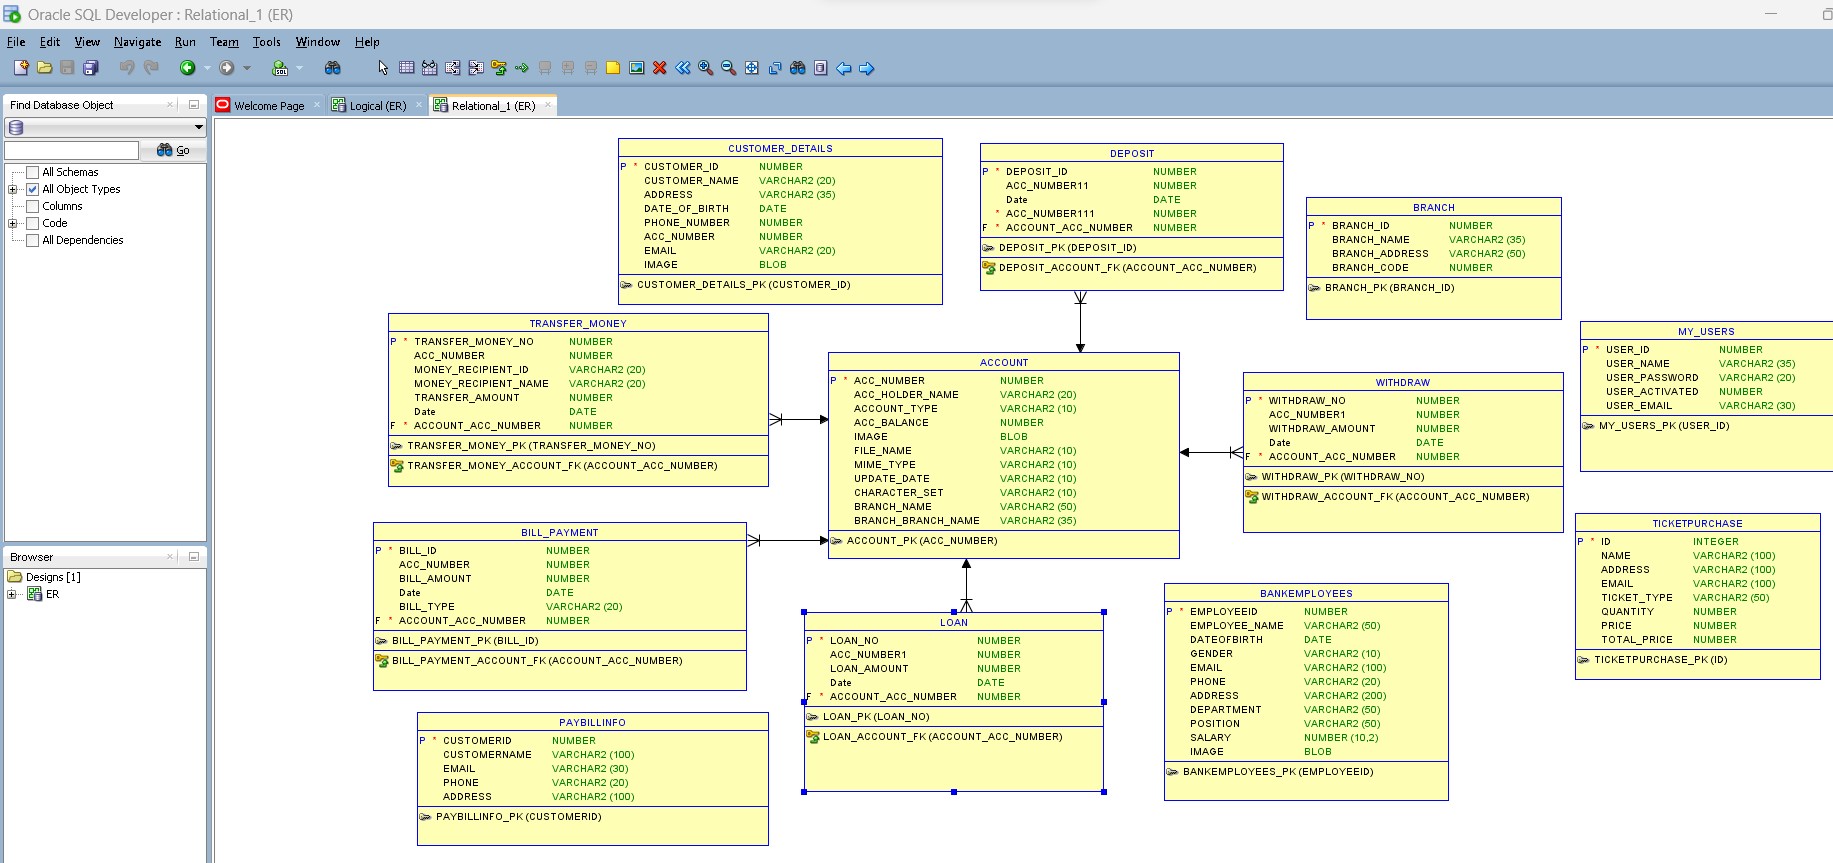 Oracle SQL Developer : Relational_1 (ER)
File Edit View Navigate Run Team Tools Window Help
Find Database Object
Go
All Schemas
All Object Types
Columns
Code
All Dependencies
Browser
Designs [1]
ER
Welcome Page
Logical (ER)
Relational_1 (ER)
CUSTOMER_DETAILS
P * CUSTOMER_ID NUMBER
CUSTOMER_NAME VARCHAR2 (20)
ADDRESS VARCHAR2 (35)
DATE_OF_BIRTH DATE
PHONE_NUMBER NUMBER
ACC_NUMBER NUMBER
EMAIL VARCHAR2 (20)
IMAGE BLOB
CUSTOMER_DETAILS_PK (CUSTOMER_ID)
DEPOSIT
P * DEPOSIT_ID NUMBER
ACC_NUMBER11 NUMBER
Date DATE
* ACC_NUMBER111 NUMBER
F * ACCOUNT_ACC_NUMBER NUMBER
DEPOSIT_PK (DEPOSIT_ID)
DEPOSIT_ACCOUNT_FK (ACCOUNT_ACC_NUMBER)
BRANCH
P * BRANCH_ID NUMBER
BRANCH_NAME VARCHAR2 (35)
BRANCH_ADDRESS VARCHAR2 (50)
BRANCH_CODE NUMBER
BRANCH_PK (BRANCH_ID)
TRANSFER_MONEY
P * TRANSFER_MONEY_NO NUMBER
ACC_NUMBER NUMBER
MONEY_RECIPIENT_ID VARCHAR2 (20)
MONEY_RECIPIENT_NAME VARCHAR2 (20)
TRANSFER_AMOUNT NUMBER
Date DATE
F * ACCOUNT_ACC_NUMBER NUMBER
TRANSFER_MONEY_PK (TRANSFER_MONEY_NO)
TRANSFER_MONEY_ACCOUNT_FK (ACCOUNT_ACC_NUMBER)
ACCOUNT
P * ACC_NUMBER NUMBER
ACC_HOLDER_NAME VARCHAR2 (20)
ACCOUNT_TYPE VARCHAR2 (10)
ACC_BALANCE NUMBER
IMAGE BLOB
FILE_NAME VARCHAR2 (10)
MIME_TYPE VARCHAR2 (10)
UPDATE_DATE VARCHAR2 (10)
CHARACTER_SET VARCHAR2 (10)
BRANCH_NAME VARCHAR2 (50)
BRANCH_BRANCH_NAME VARCHAR2 (35)
ACCOUNT_PK (ACC_NUMBER)
WITHDRAW
P * WITHDRAW_NO NUMBER
ACC_NUMBER1 NUMBER
WITHDRAW_AMOUNT NUMBER
Date DATE
F * ACCOUNT_ACC_NUMBER NUMBER
WITHDRAW_PK (WITHDRAW_NO)
WITHDRAW_ACCOUNT_FK (ACCOUNT_ACC_NUMBER)
MY_USERS
P * USER_ID NUMBER
USER_NAME VARCHAR2 (35)
USER_PASSWORD VARCHAR2 (20)
USER_ACTIVATED NUMBER
USER_EMAIL VARCHAR2 (30)
MY_USERS_PK (USER_ID)
BILL_PAYMENT
P * BILL_ID NUMBER
ACC_NUMBER NUMBER
BILL_AMOUNT NUMBER
Date DATE
BILL_TYPE VARCHAR2 (20)
F * ACCOUNT_ACC_NUMBER NUMBER
BILL_PAYMENT_PK (BILL_ID)
BILL_PAYMENT_ACCOUNT_FK (ACCOUNT_ACC_NUMBER)
LOAN
P * LOAN_NO NUMBER
ACC_NUMBER1 NUMBER
LOAN_AMOUNT NUMBER
Date DATE
F * ACCOUNT_ACC_NUMBER NUMBER
LOAN_PK (LOAN_NO)
LOAN_ACCOUNT_FK (ACCOUNT_ACC_NUMBER)
BANKEMPLOYEES
P * EMPLOYEEID NUMBER
EMPLOYEE_NAME VARCHAR2 (50)
DATEOFBIRTH DATE
GENDER VARCHAR2 (10)
EMAIL VARCHAR2 (100)
PHONE VARCHAR2 (20)
ADDRESS VARCHAR2 (200)
DEPARTMENT VARCHAR2 (50)
POSITION VARCHAR2 (50)
SALARY NUMBER (10,2)
IMAGE BLOB
BANKEMPLOYEES_PK (EMPLOYEEID)
TICKETPURCHASE
P * ID INTEGER
NAME VARCHAR2 (100)
ADDRESS VARCHAR2 (100)
EMAIL VARCHAR2 (100)
TICKET_TYPE VARCHAR2 (50)
QUANTITY NUMBER
PRICE NUMBER
TOTAL_PRICE NUMBER
TICKETPURCHASE_PK (ID)
PAYBILLINFO
P * CUSTOMERID NUMBER
CUSTOMERNAME VARCHAR2 (100)
EMAIL VARCHAR2 (30)
PHONE VARCHAR2 (20)
ADDRESS VARCHAR2 (100)
PAYBILLINFO_PK (CUSTOMERID)